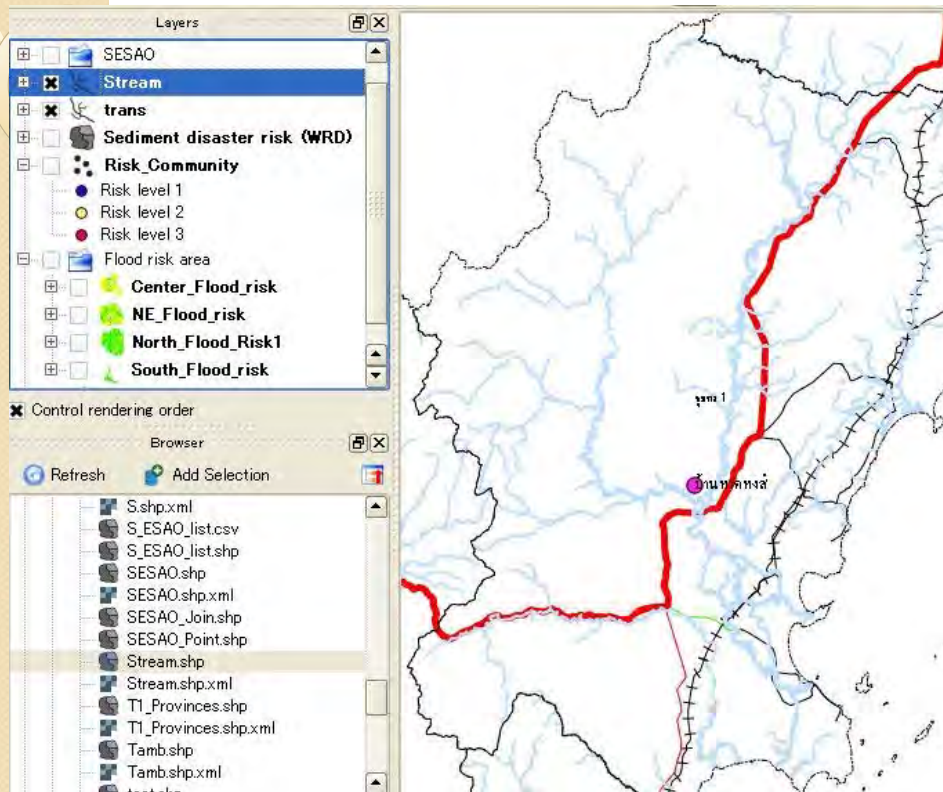 Layers
SESAO
Stream
trans
Sediment disaster risk (WRD)
Risk_Community
Risk level 1
Risk level 2
Risk level 3
Flood risk area
Center_Flood_risk
NE_Flood_risk
North_Flood_Risk1
South_Flood_risk
Control rendering order
Browser
Refresh
Add Selection
S.shp.xml
S_ESAO_list.csv
S_ESAO_list.shp
SESAO.shp
SESAO.shp.xml
SESAO_Join.shp
SESAO_Point.shp
Stream.shp
Stream.shp.xml
T1_Provinces.shp
T1_Provinces.shp.xml
Tamb.shp
Tamb.shp.xml